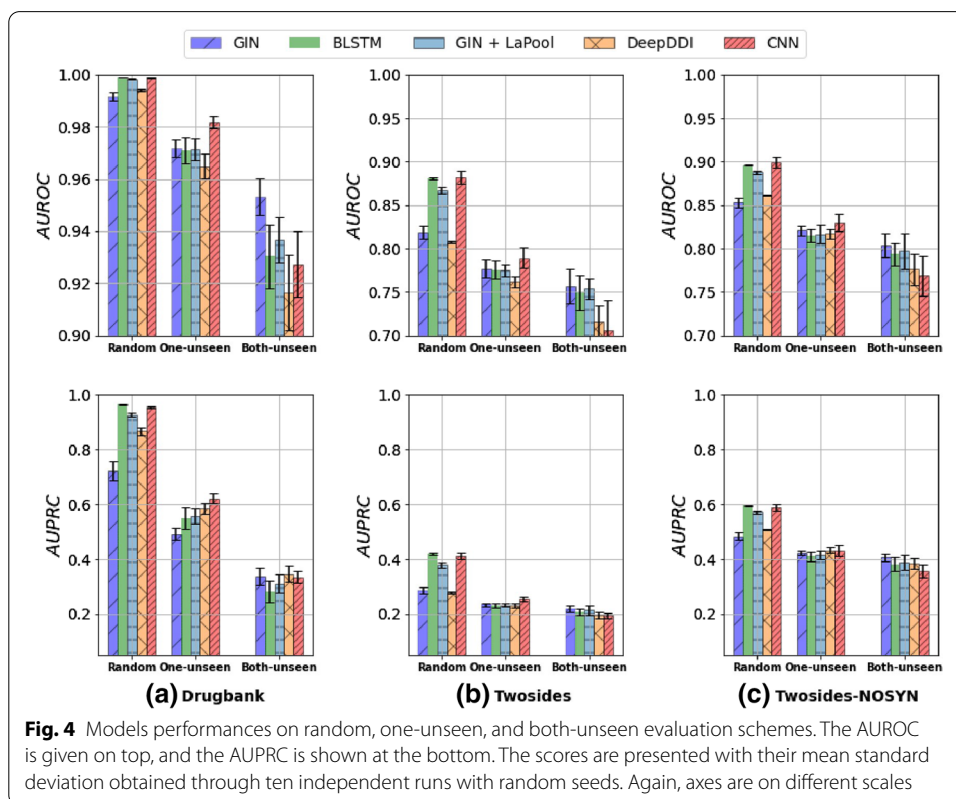 GIN BLSTM GIN + LaPool DeepDDI CNN
1.00
0.98
0.96
0.94
0.92
0.90
AUROC
Random One-unseen Both-unseen
1.00
0.95
0.90
0.85
0.80
0.75
0.70
AUROC
Random One-unseen Both-unseen
1.00
0.95
0.90
0.85
0.80
0.75
0.70
AUROC
Random One-unseen Both-unseen
1.0
0.8
0.6
0.4
0.2
AUPRC
Random One-unseen Both-unseen
(a) Drugbank
1.0
0.8
0.6
0.4
0.2
AUPRC
Random One-unseen Both-unseen
(b) Twosides
1.0
0.8
0.6
0.4
0.2
AUPRC
Random One-unseen Both-unseen
(c) Twosides-NOSYN
Fig. 4 Models performances on random, one-unseen, and both-unseen evaluation schemes. The AUROC
is given on top, and the AUPRC is shown at the bottom. The scores are presented with their mean standard
deviation obtained through ten independent runs with random seeds. Again, axes are on different scales